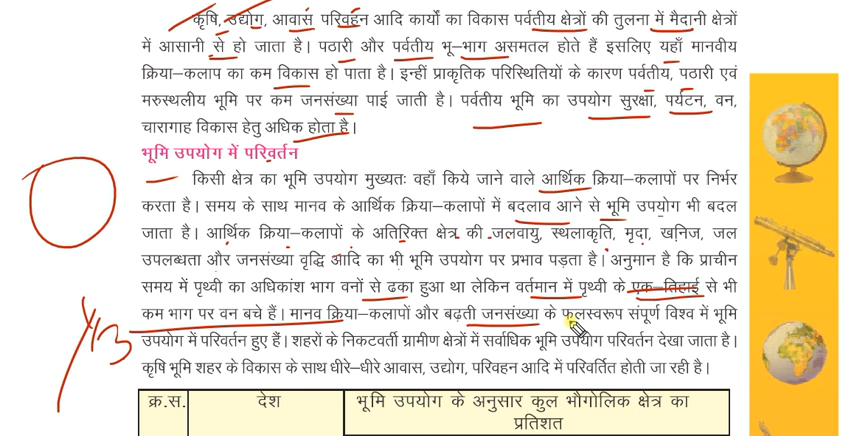 कृषि, उद्योग, आवास परिवहन आदि कार्यों का विकास पर्वतीय क्षेत्रों की तुलना में मैदानी क्षेत्रों
में आसानी से हो जाता है। पठारी और पर्वतीय भू–भाग असमतल होते हैं इसलिए यहाँ मानवीय
क्रिया–कलाप का कम विकास हो पाता है। इन्हीं प्राकृतिक परिस्थितियों के कारण पर्वतीय, पठारी एवं
मरुस्थलीय भूमि पर कम जनसंख्या पाई जाती है। पर्वतीय भूमि का उपयोग सुरक्षा, पर्यटन, वन,
चारागाह विकास हेतु अधिक होता है।
भूमि उपयोग में परिवर्तन
किसी क्षेत्र का भूमि उपयोग मुख्यतः वहाँ किये जाने वाले आर्थिक क्रिया–कलापों पर निर्भर
करता है। समय के साथ मानव के आर्थिक क्रिया–कलापों में बदलाव आने से भूमि उपयोग भी बदल
जाता है। आर्थिक क्रिया–कलापों के अतिरिक्त क्षेत्र की जलवायु, स्थलाकृति, मृदा, खनिज, जल
उपलब्धता और जनसंख्या वृद्धि आदि का भी भूमि उपयोग पर प्रभाव पड़ता है। अनुमान है कि प्राचीन
समय में पृथ्वी का अधिकांश भाग वनों से ढका हुआ था लेकिन वर्तमान में पृथ्वी के एक–तिहाई से भी
कम भाग पर वन बचे हैं। मानव क्रिया–कलापों और बढ़ती जनसंख्या के फलस्वरूप संपूर्ण विश्व में भूमि
उपयोग में परिवर्तन हुए हैं। शहरों के निकटवर्ती ग्रामीण क्षेत्रों में सर्वाधिक भूमि उपयोग परिवर्तन देखा जाता है।
कृषि भूमि शहर के विकास के साथ धीरे–धीरे आवास, उद्योग, परिवहन आदि में परिवर्तित होती जा रही है।
1/3
क्र.स. देश भूमि उपयोग के अनुसार कुल भौगोलिक क्षेत्र का
प्रतिशत